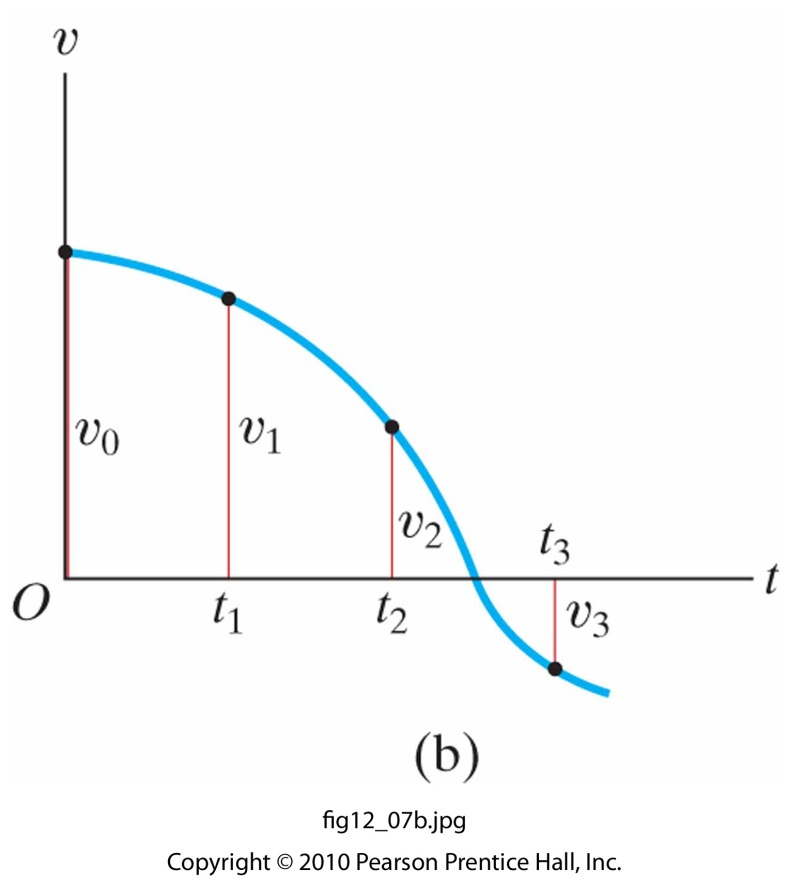 v
v₀
v₁
v₂
t₃
O
t₁
t₂
v₃
t
(b)
fig12_07b.jpg
Copyright © 2010 Pearson Prentice Hall, Inc.